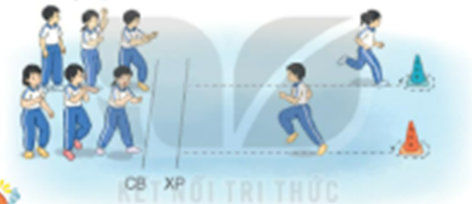 CB XP
KẾT NỐI TRI THỨC